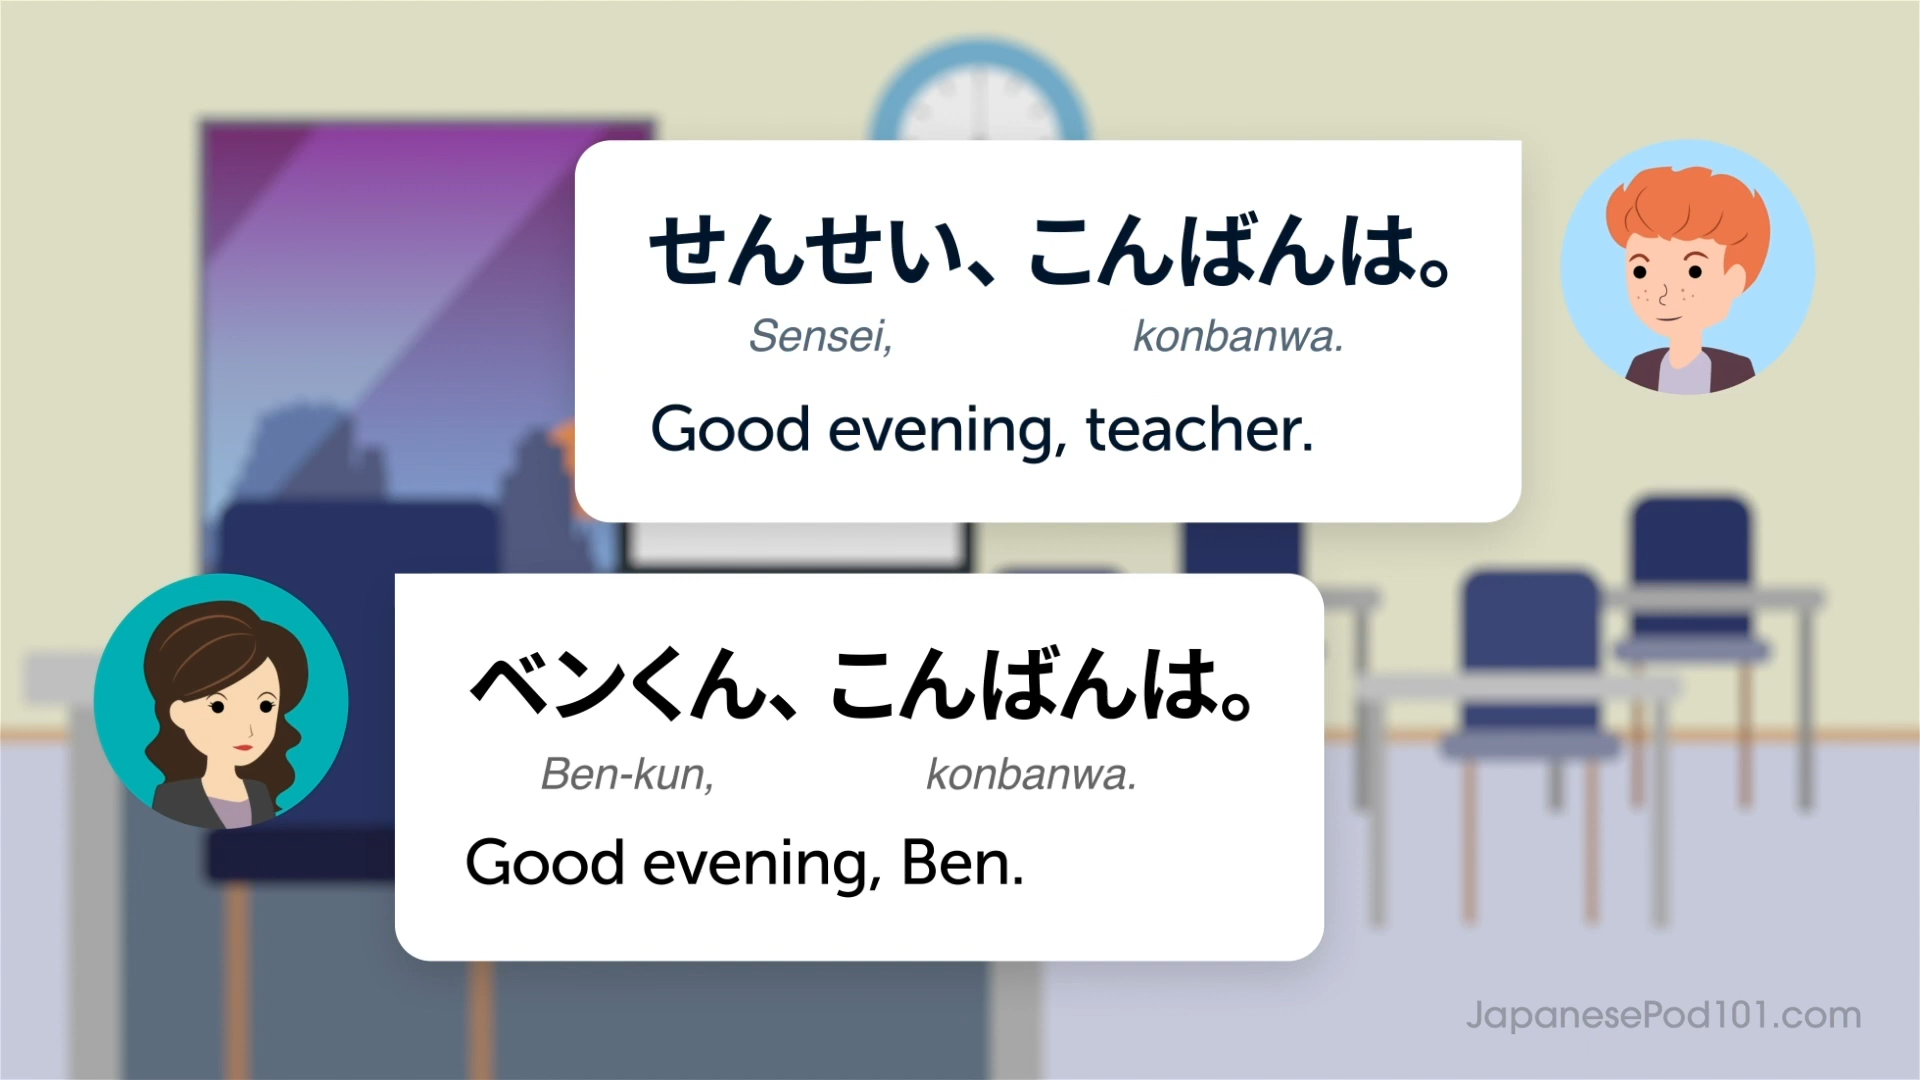 せんせい、こんばんは。
Sensei, konbanwa.
Good evening, teacher.
ベンくん、こんばんは。
Ben-kun, konbanwa.
Good evening, Ben.
JapanesePod101.com